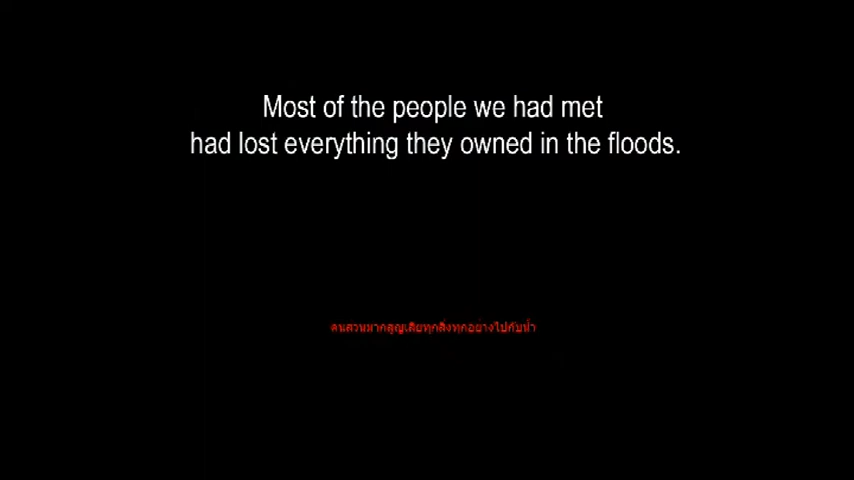 Most of the people we had met
had lost everything they owned in the floods.
คนส่วนมากสูญเสียทุกสิ่งทุกอย่างไปกับน้ำ